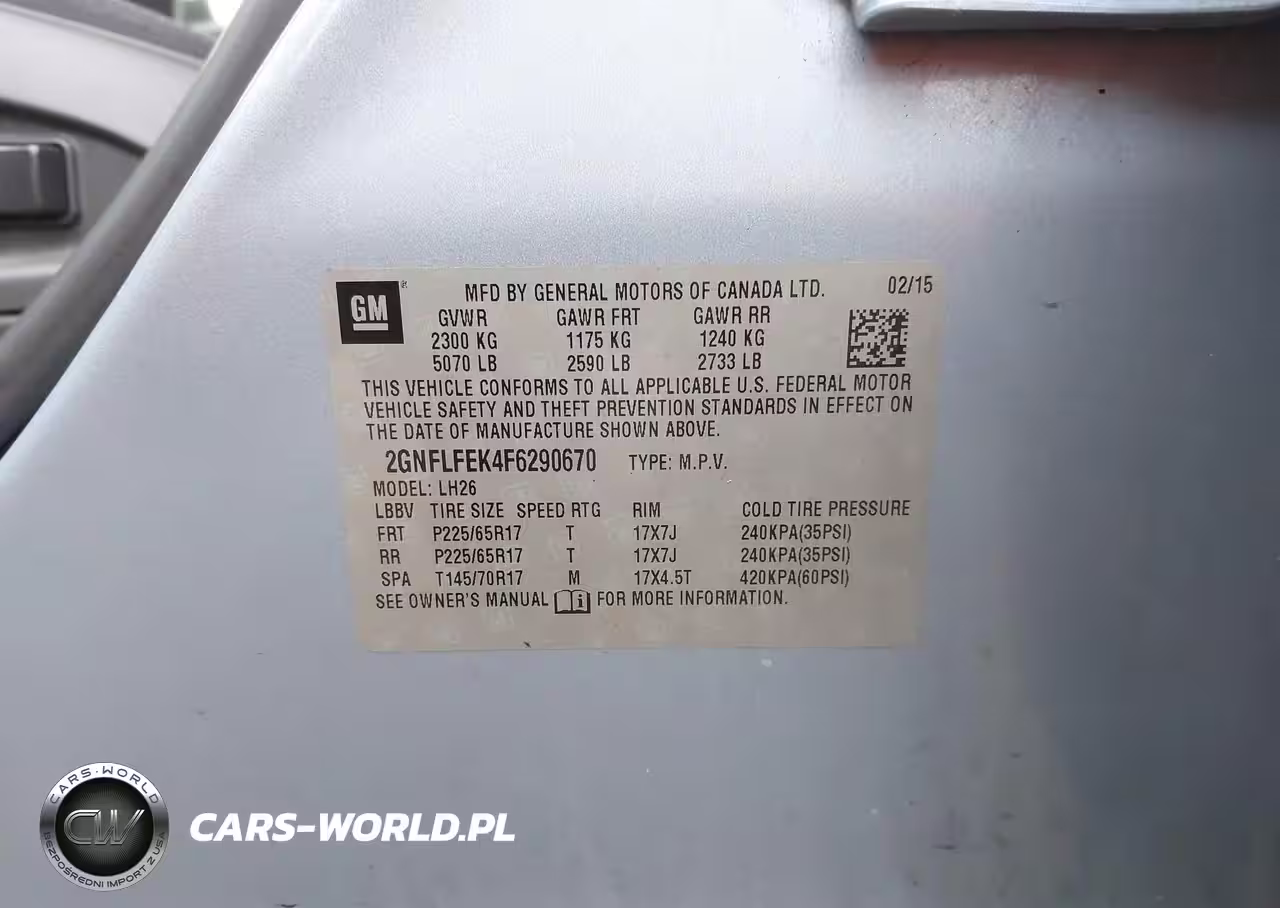 GM
MFD BY GENERAL MOTORS OF CANADA LTD. 02/15
GVWR GAWR FRT GAWR RR
2300 KG 1175 KG 1240 KG
5070 LB 2590 LB 2733 LB
THIS VEHICLE CONFORMS TO ALL APPLICABLE U.S. FEDERAL MOTOR
VEHICLE SAFETY AND THEFT PREVENTION STANDARDS IN EFFECT ON
THE DATE OF MANUFACTURE SHOWN ABOVE.
2GNFLFEK4F6290670 TYPE: M.P.V.
MODEL: LH26
LBBV TIRE SIZE SPEED RTG RIM COLD TIRE PRESSURE
FRT P225/65R17 T 17X7J 240KPA(35PSI)
RR P225/65R17 T 17X7J 240KPA(35PSI)
SPA T145/70R17 M 17X4.5T 420KPA(60PSI)
SEE OWNER'S MANUAL FOR MORE INFORMATION.
CARS-WORLD
CW
BEZPOŚREDNI IMPORT Z USA
CARS-WORLD.PL